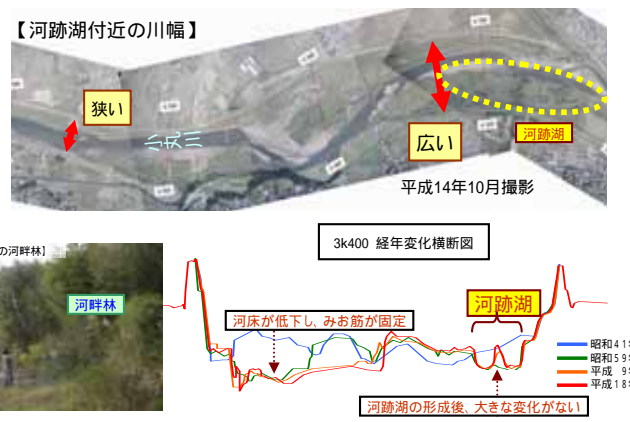 【河跡湖付近の川幅】
狭い
広い
河跡湖
平成14年10月撮影
の河畔林】
河畔林
3k400 経年変化横断図
河床が低下し、みお筋が固定
河跡湖
昭和41年
昭和59年
平成 9年
平成18年
河跡湖の形成後、大きな変化がない